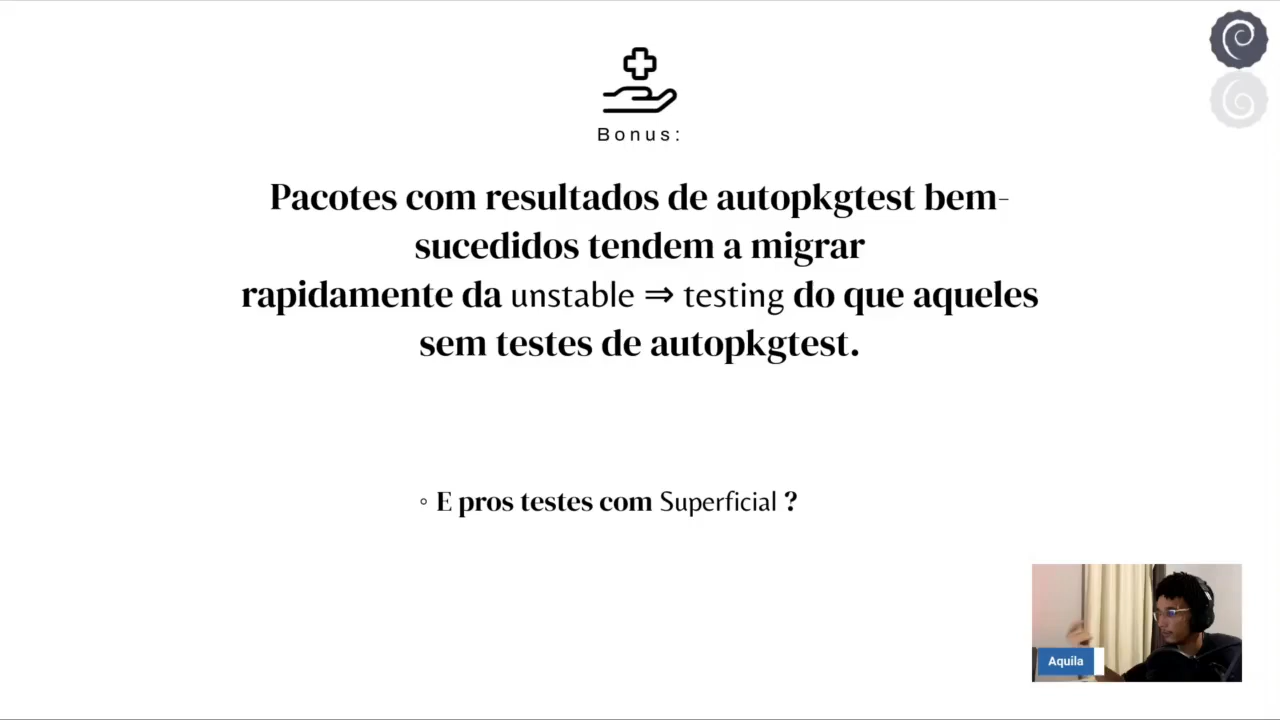 Bonus:
Pacotes com resultados de autopkgtest bem-
sucedidos tendem a migrar
rapidamente da unstable ⇒ testing do que aqueles
sem testes de autopkgtest.
◦ E pros testes com Superficial ?
Aquila